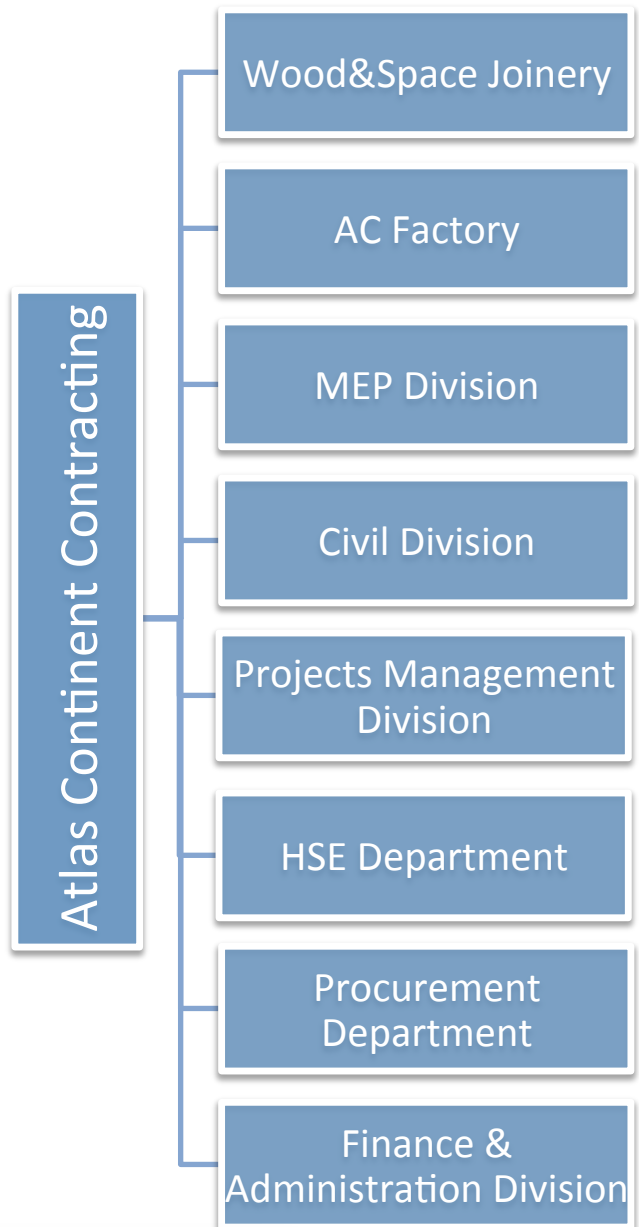 Atlas Continent Contracting
Wood&Space Joinery
AC Factory
MEP Division
Civil Division
Projects Management
Division
HSE Department
Procurement
Department
Finance &
Administration Division